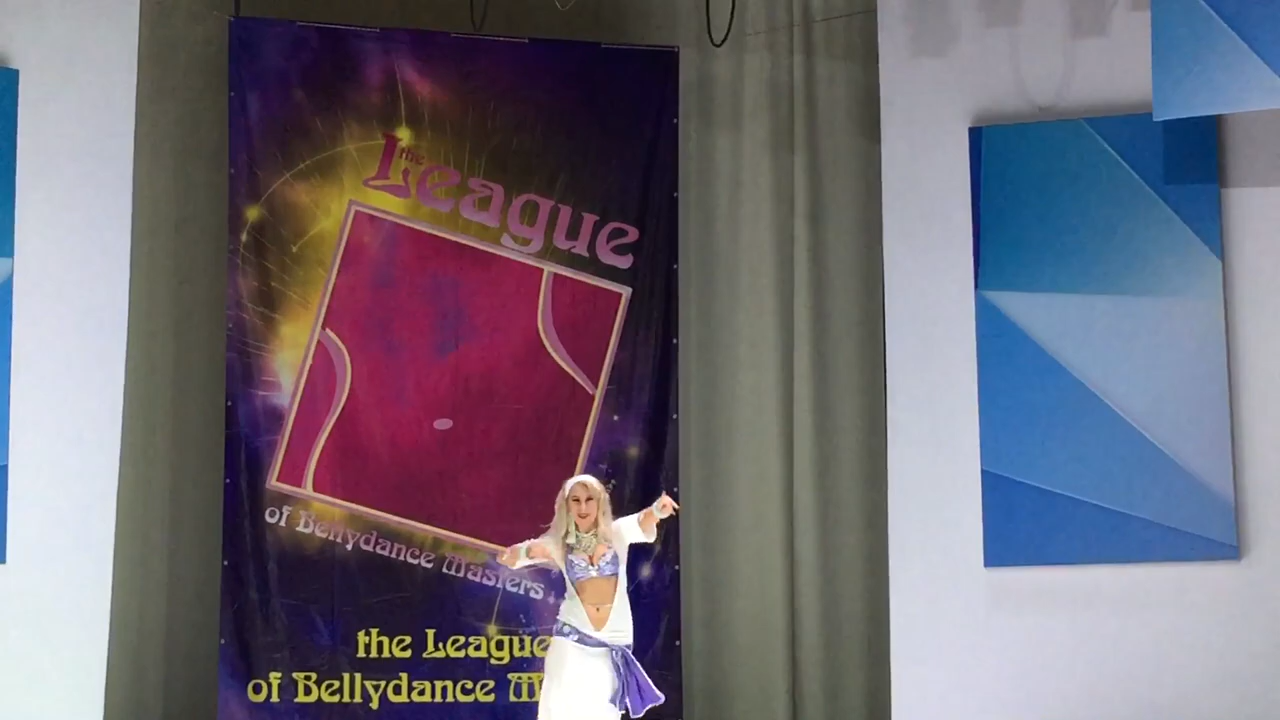 the
League
of Bellydance Masters
the League
of Bellydance M